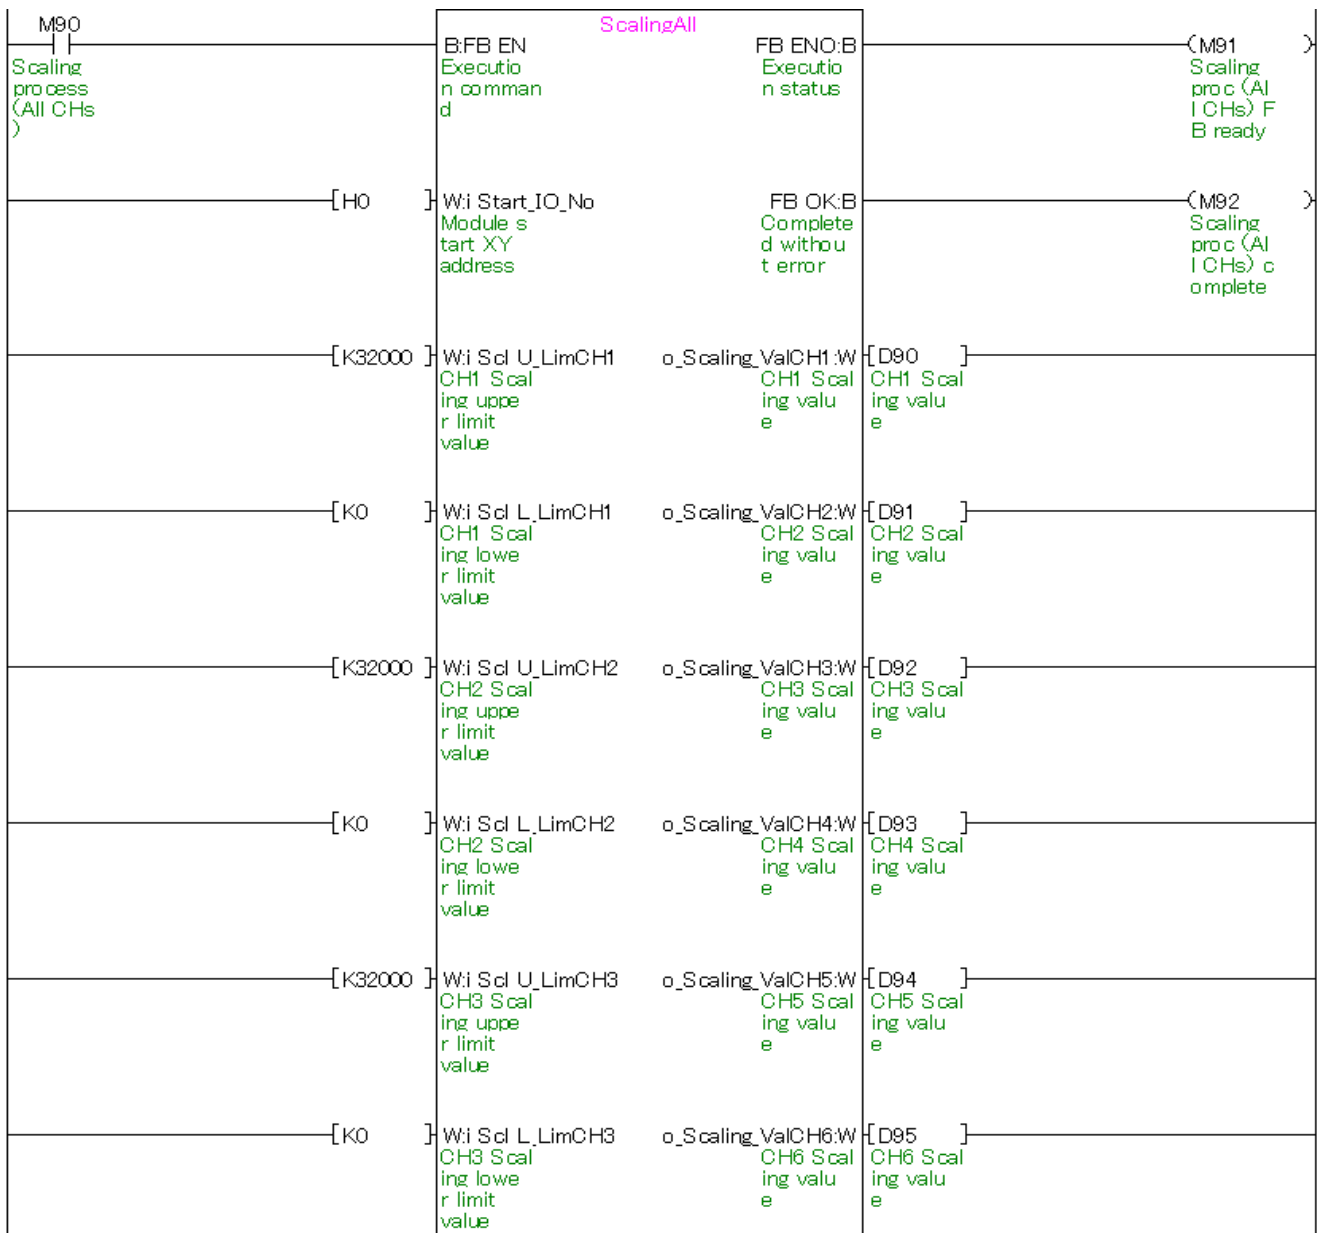 ScalingAll
M90
B:FB EN
FB ENO:B
(M91 )
Scaling
process
(All CHs
)
Executio
n comman
d
Executio
n status
Scaling
proc (Al
l CHs) F
B ready
[H0 ]
W:i Start_IO_No
FB OK:B
(M92 )
Module s
tart XY
address
Complete
d withou
t error
Scaling
proc (Al
l CHs) c
omplete
[K32000 ]
W:i Scl U_LimCH1
o_Scaling_ValCH1:W
[D90 ]
CH1 Scal
ing uppe
r limit
value
CH1 Scal
ing valu
e
CH1 Scal
ing valu
e
[K0 ]
W:i Scl L_LimCH1
o_Scaling_ValCH2:W
[D91 ]
CH1 Scal
ing lowe
r limit
value
CH2 Scal
ing valu
e
CH2 Scal
ing valu
e
[K32000 ]
W:i Scl U_LimCH2
o_Scaling_ValCH3:W
[D92 ]
CH2 Scal
ing uppe
r limit
value
CH3 Scal
ing valu
e
CH3 Scal
ing valu
e
[K0 ]
W:i Scl L_LimCH2
o_Scaling_ValCH4:W
[D93 ]
CH2 Scal
ing lowe
r limit
value
CH4 Scal
ing valu
e
CH4 Scal
ing valu
e
[K32000 ]
W:i Scl U_LimCH3
o_Scaling_ValCH5:W
[D94 ]
CH3 Scal
ing uppe
r limit
value
CH5 Scal
ing valu
e
CH5 Scal
ing valu
e
[K0 ]
W:i Scl L_LimCH3
o_Scaling_ValCH6:W
[D95 ]
CH3 Scal
ing lowe
r limit
value
CH6 Scal
ing valu
e
CH6 Scal
ing valu
e